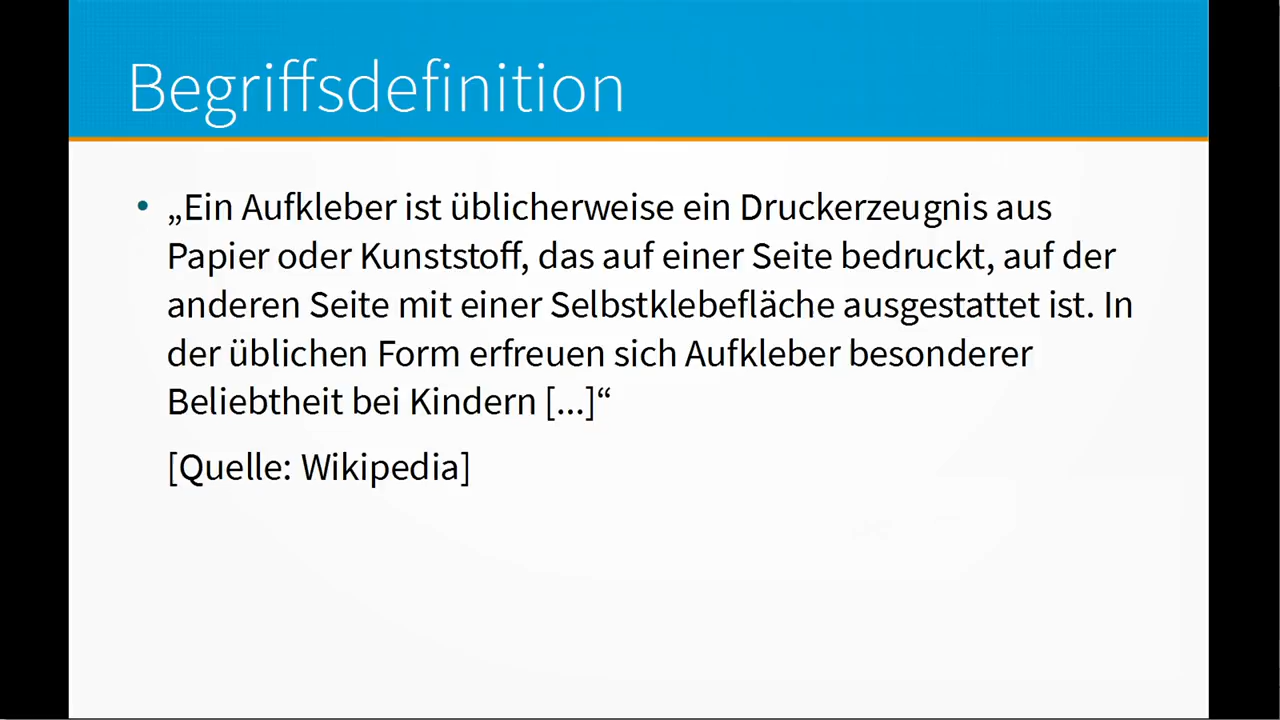 Begriffsdefinition
• „Ein Aufkleber ist üblicherweise ein Druckerzeugnis aus
Papier oder Kunststoff, das auf einer Seite bedruckt, auf der
anderen Seite mit einer Selbstklebefläche ausgestattet ist. In
der üblichen Form erfreuen sich Aufkleber besonderer
Beliebtheit bei Kindern [...]“
[Quelle: Wikipedia]